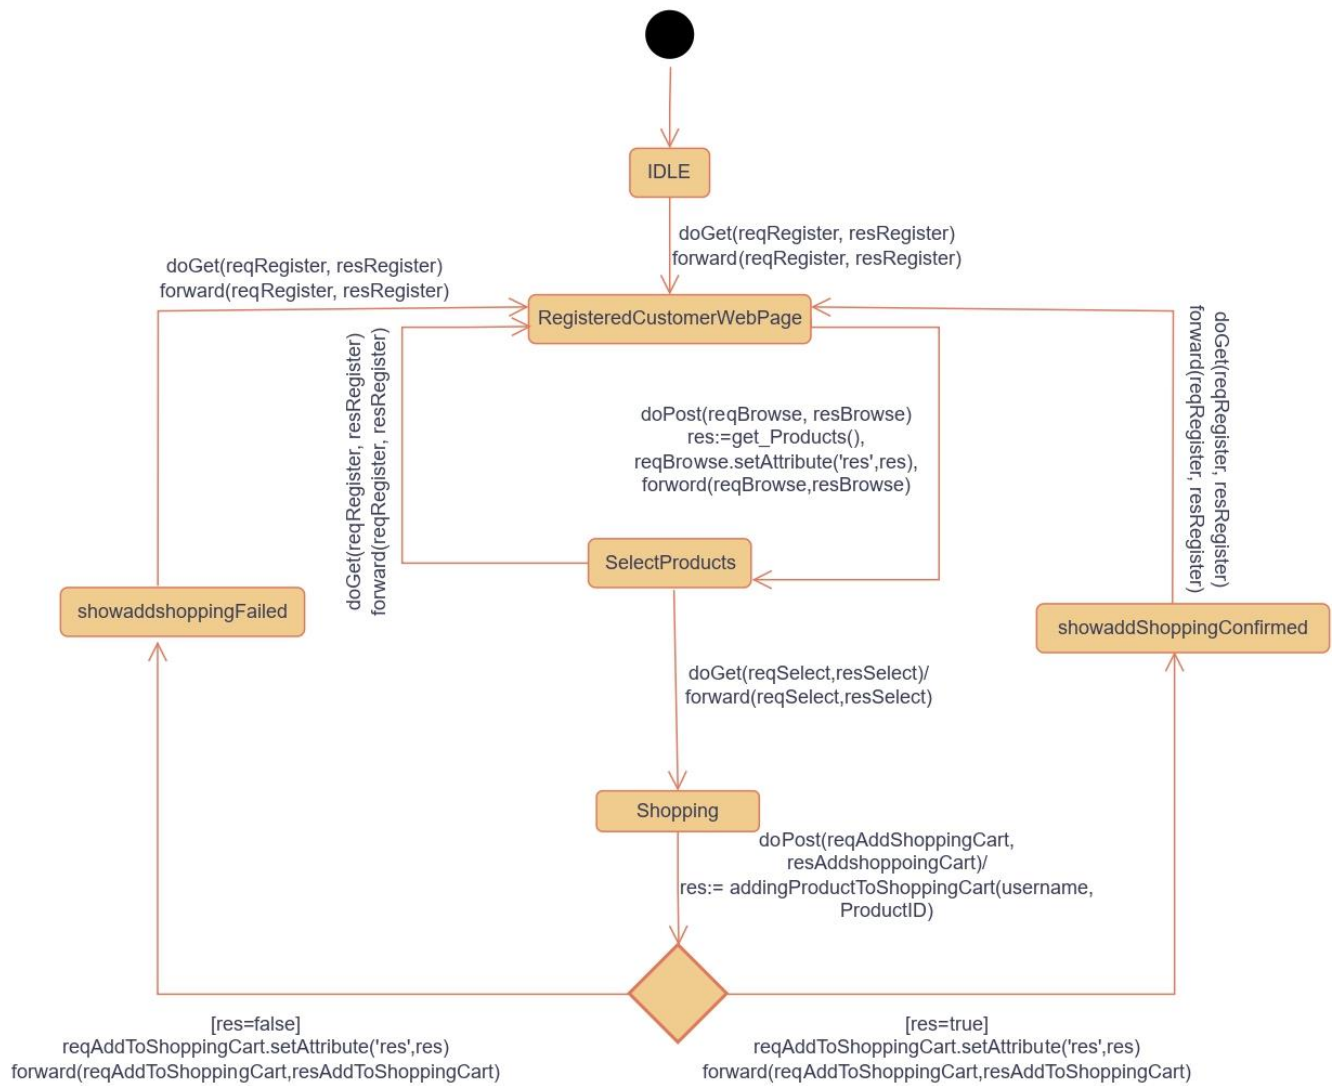 IDLE
doGet(reqRegister, resRegister)
forward(reqRegister, resRegister)
doGet(reqRegister, resRegister)
forward(reqRegister, resRegister)
RegisteredCustomerWebPage
doGet(reqRegister, resRegister)
forward(reqRegister, resRegister)
doPost(reqBrowse, resBrowse)
res:=get_Products(),
reqBrowse.setAttribute('res',res),
forword(reqBrowse,resBrowse)
doGet(reqRegister, resRegister)
forward(reqRegister, resRegister)
SelectProducts
showaddshoppingFailed
showaddShoppingConfirmed
doGet(reqSelect,resSelect)/
forward(reqSelect,resSelect)
Shopping
doPost(reqAddShoppingCart,
resAddshoppoingCart)/
res:= addingProductToShoppingCart(username,
ProductID)
[res=false]
reqAddToShoppingCart.setAttribute('res',res)
forward(reqAddToShoppingCart,resAddToShoppingCart)
[res=true]
reqAddToShoppingCart.setAttribute('res',res)
forward(reqAddToShoppingCart,resAddToShoppingCart)